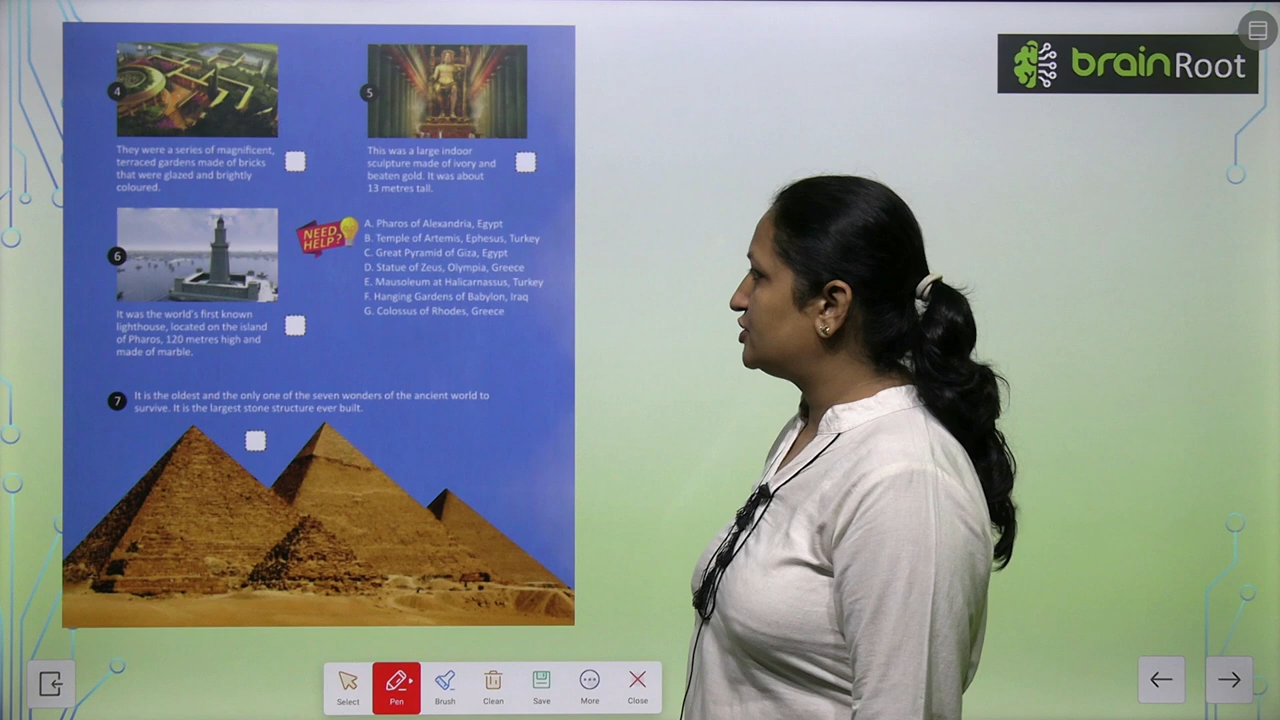 brainRoot
4
They were a series of magnificent,
terraced gardens made of bricks
that were glazed and brightly
coloured.
5
This was a large indoor
sculpture made of ivory and
beaten gold. It was about
13 metres tall.
6
It was the world's first known
lighthouse, located on the island
of Pharos, 120 metres high and
made of marble.
NEED
HELP?
A. Pharos of Alexandria, Egypt
B. Temple of Artemis, Ephesus, Turkey
C. Great Pyramid of Giza, Egypt
D. Statue of Zeus, Olympia, Greece
E. Mausoleum at Halicarnassus, Turkey
F. Hanging Gardens of Babylon, Iraq
G. Colossus of Rhodes, Greece
7
It is the oldest and the only one of the seven wonders of the ancient world to
survive. It is the largest stone structure ever built.
Select
Pen
Brush
Clean
Save
More
Close